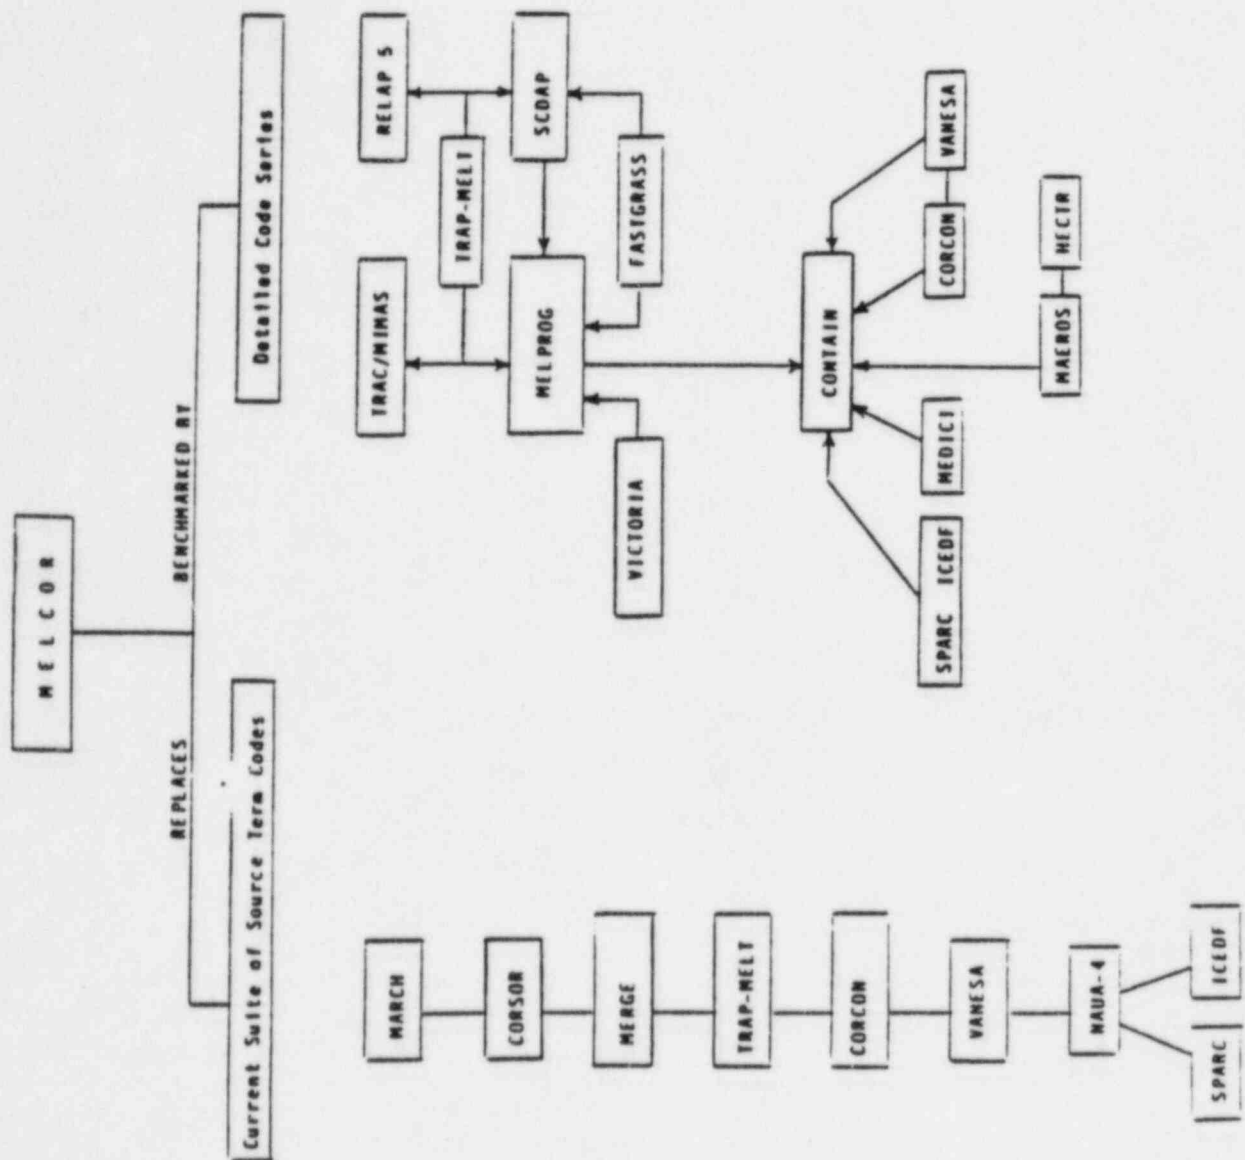 MELCOR
REPLACES
BENCHMARKED BY
Current Suite of Source Term Codes
Detailed Code Series
MARCH
CORSOR
MERGE
TRAP-MELT
CORCON
VANESA
NAUA-4
SPARC
ICEDF
TRAC/MIMAS
RELAP 5
TRAP-MELT
MELPROG
SCDAP
VICTORIA
FASTGRASS
CONTAIN
SPARC ICEDF
MEDICI
CORCON
VANESA
MAEROS
HECTR